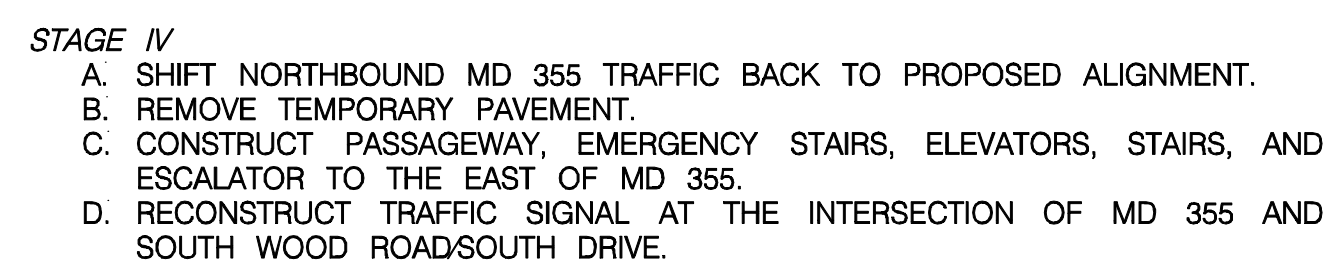 STAGE IV
A. SHIFT NORTHBOUND MD 355 TRAFFIC BACK TO PROPOSED ALIGNMENT.
B. REMOVE TEMPORARY PAVEMENT.
C. CONSTRUCT PASSAGEWAY, EMERGENCY STAIRS, ELEVATORS, STAIRS, AND
ESCALATOR TO THE EAST OF MD 355.
D. RECONSTRUCT TRAFFIC SIGNAL AT THE INTERSECTION OF MD 355 AND
SOUTH WOOD ROAD/SOUTH DRIVE.